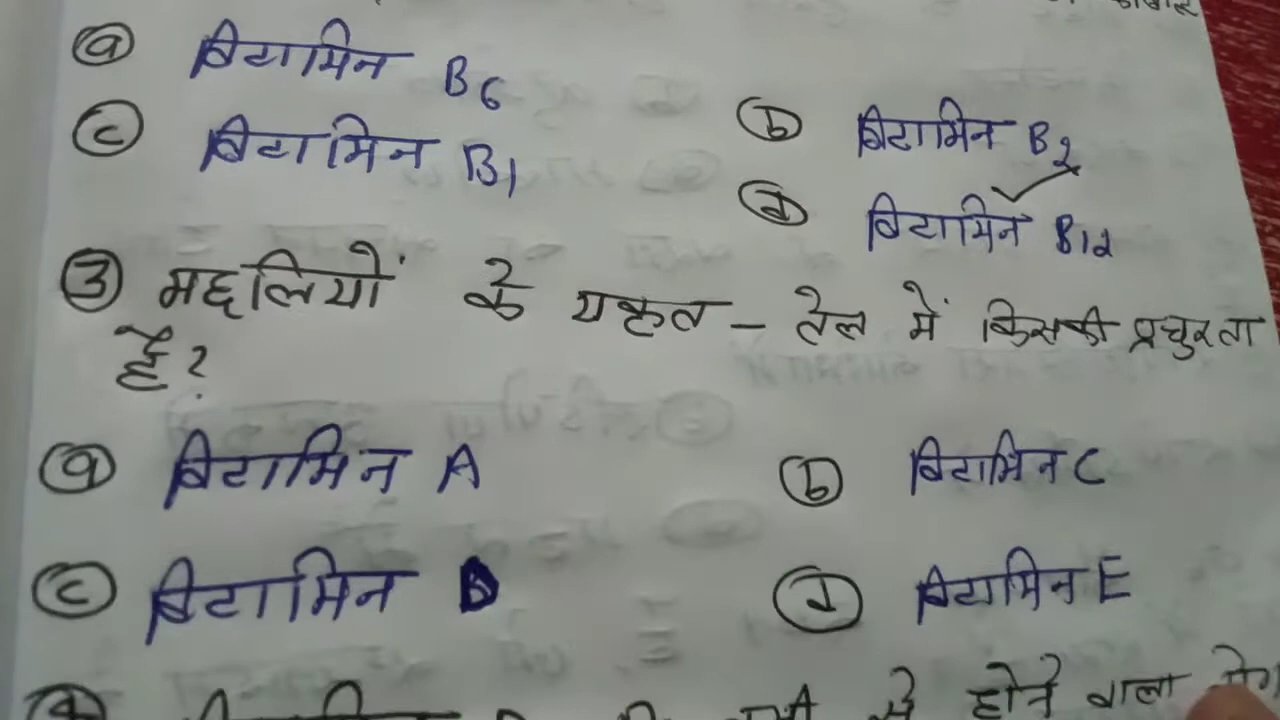 ⓐ विटामिन B6
ⓑ विटामिन B2
ⓒ विटामिन B1
ⓓ विटामिन B12
③ मछलियों के यकृत - तेल में किसकी प्रचुरता
है?
ⓐ विटामिन A
ⓑ विटामिन C
ⓒ विटामिन D
ⓓ विटामिन E
से होने वाला